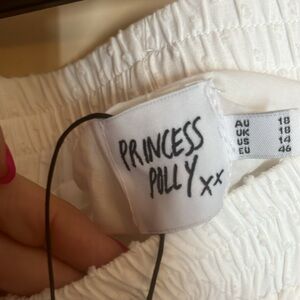 PRINCESS
POLLY xx
AU 18
UK 18
US 14
EU 46